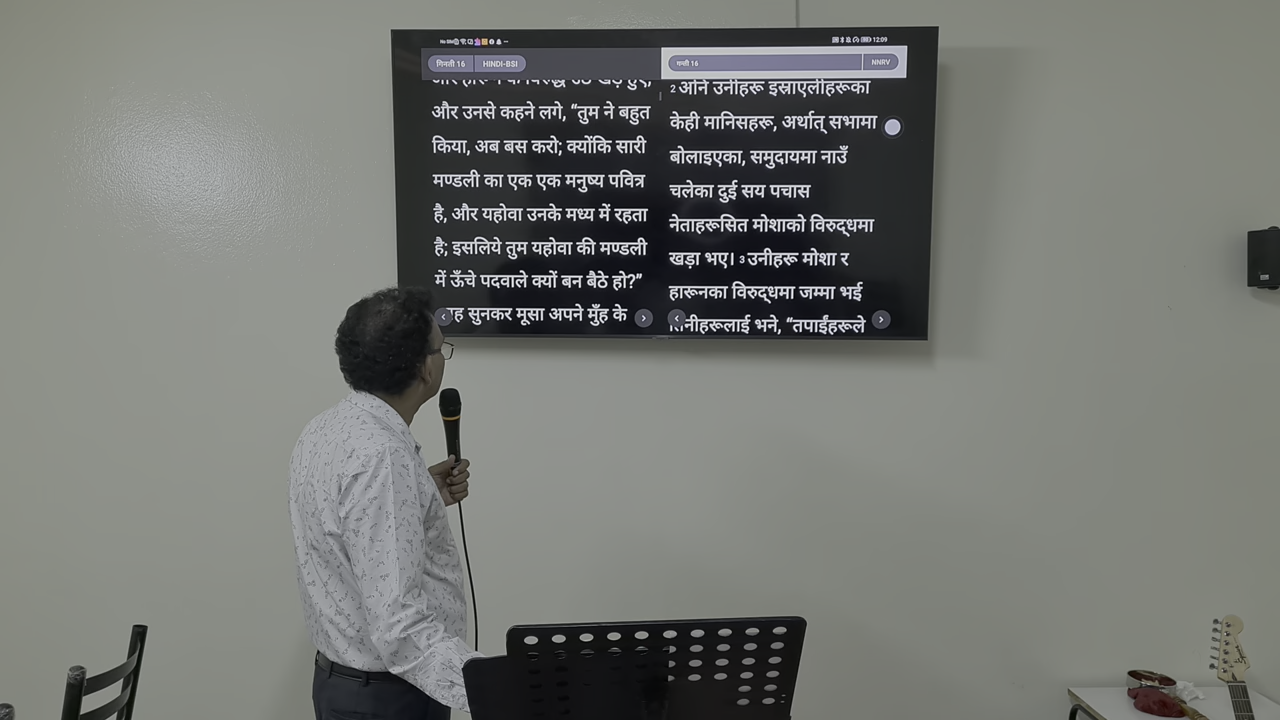 12:09
गिनती 16 HINDI-BSI
और उनसे कहने लगे, “तुम ने बहुत
किया, अब बस करो; क्योंकि सारी
मण्डली का एक एक मनुष्य पवित्र
है, और यहोवा उनके मध्य में रहता
है; इसलिये तुम यहोवा की मण्डली
में ऊँचे पदवाले क्यों बन बैठे हो?”
सुनकर मूसा अपने मुँह के
गन्ती 16 NNRV
2 अनि उनीहरू इस्राएलीहरूका
केही मानिसहरू, अर्थात् सभामा
बोलाइएका, समुदायमा नाउँ
चलेका दुई सय पचास
नेताहरूसित मोशाको विरुद्धमा
खड़ा भए। 3 उनीहरू मोशा र
हारूनका विरुद्धमा जम्मा भई
तिनीहरूलाई भने, “तपाईंहरूले